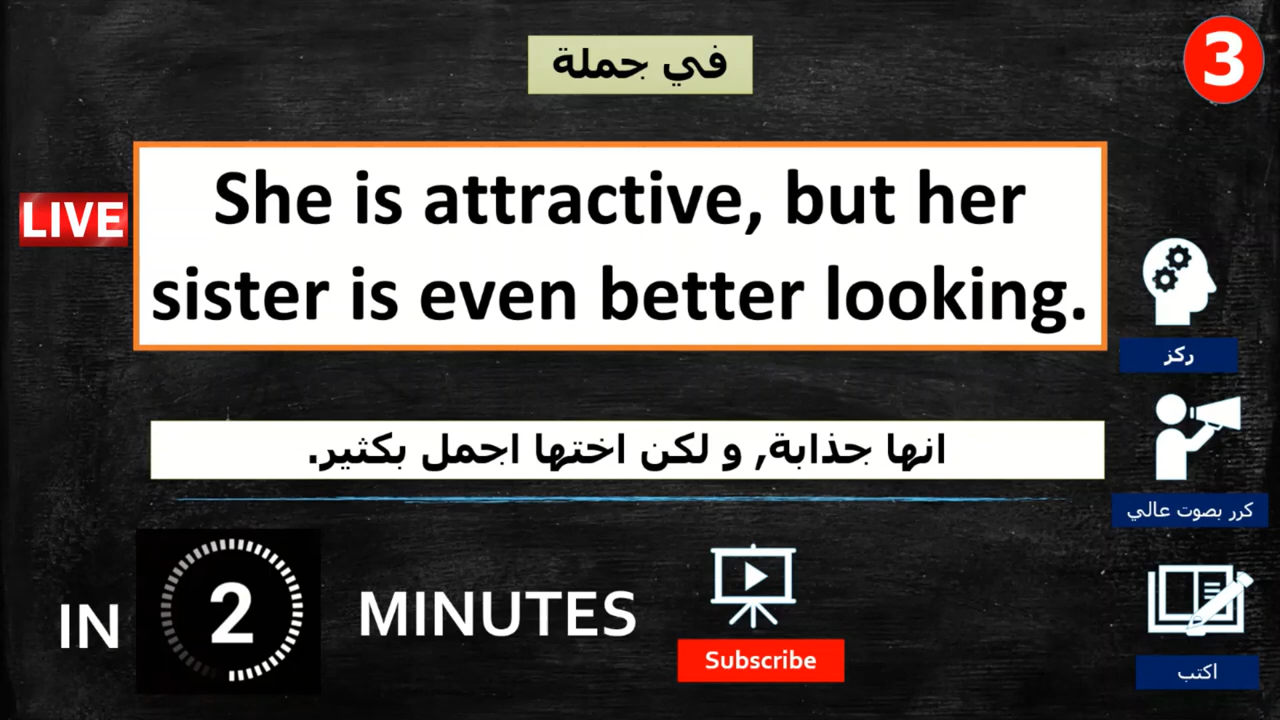 في جملة
3
LIVE
She is attractive, but her
sister is even better looking.
ركز
انها جذابة, و لكن اختها اجمل بكثير.
كرر بصوت عالي
IN 2 MINUTES
Subscribe
اكتب